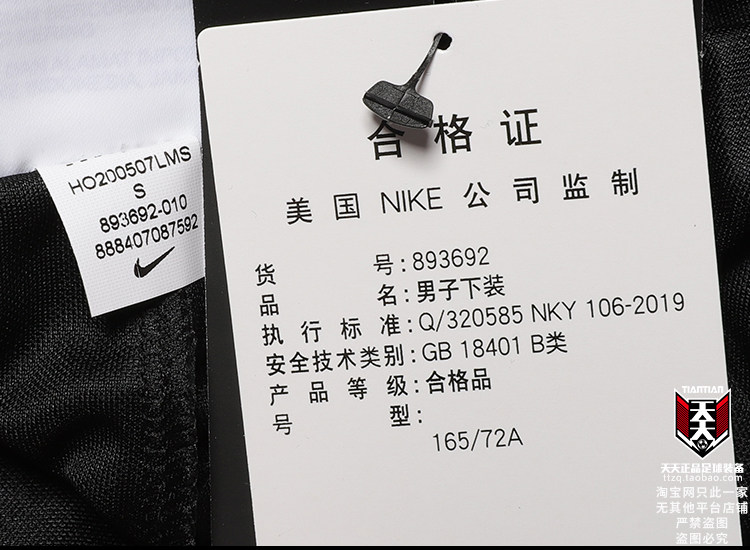 HO200507LMS
S
893692-010
888407087592
合格证
美国 NIKE 公司监制
货号：893692
品名：男子下装
执行标准：Q/320585 NKY 106-2019
安全技术类别：GB 18401 B类
产品等级：合格品
号型：
165/72A
TIANTIAN
天天
天天正品足球装备
ttzq.taobao.com
淘宝网只此一家
无其他平台店铺
严禁盗图
盗图必究